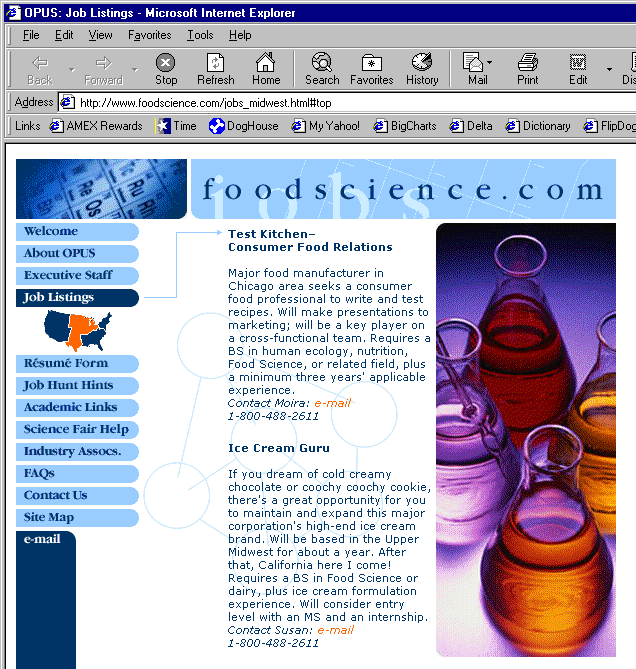 OPUS: Job Listings - Microsoft Internet Explorer
File Edit View Favorites Tools Help
Back Forward Stop Refresh Home Search Favorites History Mail Print Edit
Address http://www.foodscience.com/jobs_midwest.html#top
Links AMEX Rewards Time DogHouse My Yahoo! BigCharts Delta Dictionary FlipDog
Re Os Ru
jobs
foodscience.com
Welcome
About OPUS
Executive Staff
Job Listings
Résumé Form
Job Hunt Hints
Academic Links
Science Fair Help
Industry Assocs.
FAQs
Contact Us
Site Map
e-mail
Test Kitchen–
Consumer Food Relations
Major food manufacturer in
Chicago area seeks a consumer
food professional to write and test
recipes. Will make presentations to
marketing; will be a key player on
a cross-functional team. Requires a
BS in human ecology, nutrition,
Food Science, or related field, plus
a minimum three years' applicable
experience.
Contact Moira: e-mail
1-800-488-2611
Ice Cream Guru
If you dream of cold creamy
chocolate or coochy coochy cookie,
there's a great opportunity for you
to maintain and expand this major
corporation's high-end ice cream
brand. Will be based in the Upper
Midwest for about a year. After
that, California here I come!
Requires a BS in Food Science or
dairy, plus ice cream formulation
experience. Will consider entry
level with an MS and an internship.
Contact Susan: e-mail
1-800-488-2611